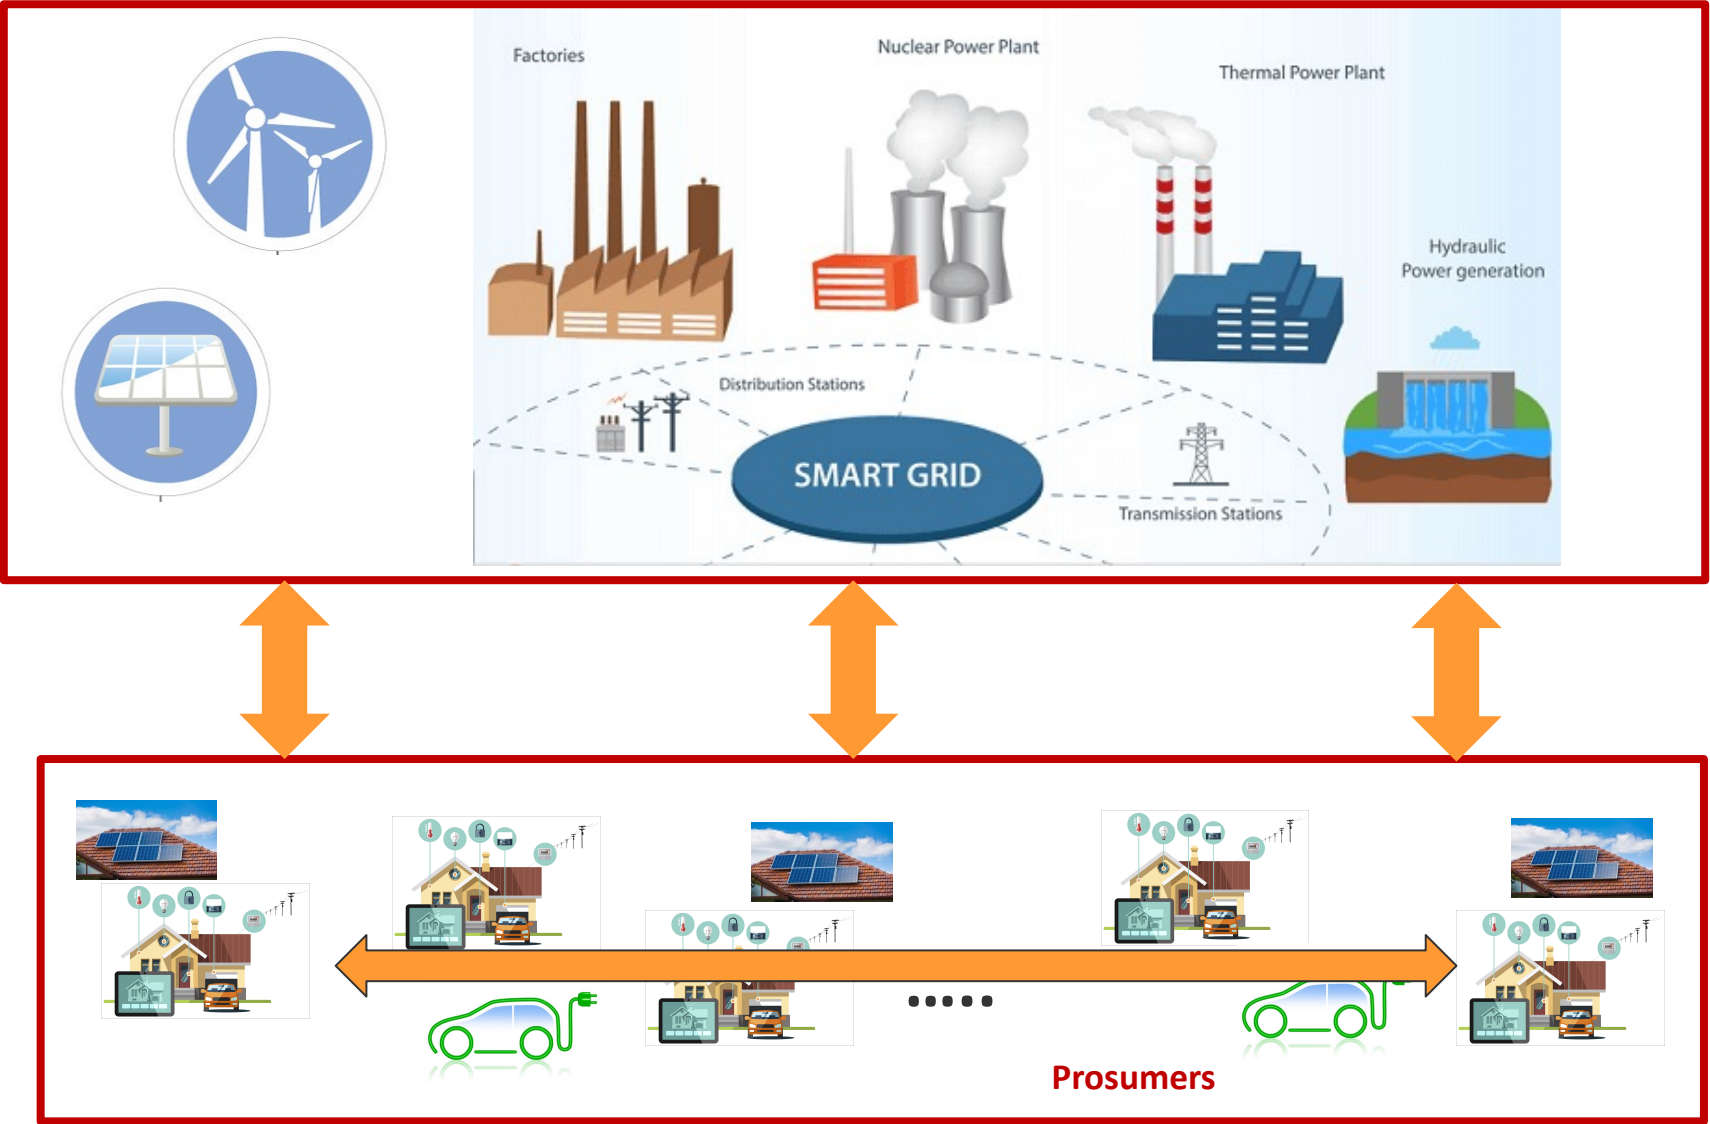 Factories
Nuclear Power Plant
Thermal Power Plant
Hydraulic
Power generation
Distribution Stations
SMART GRID
Transmission Stations
.....
Prosumers